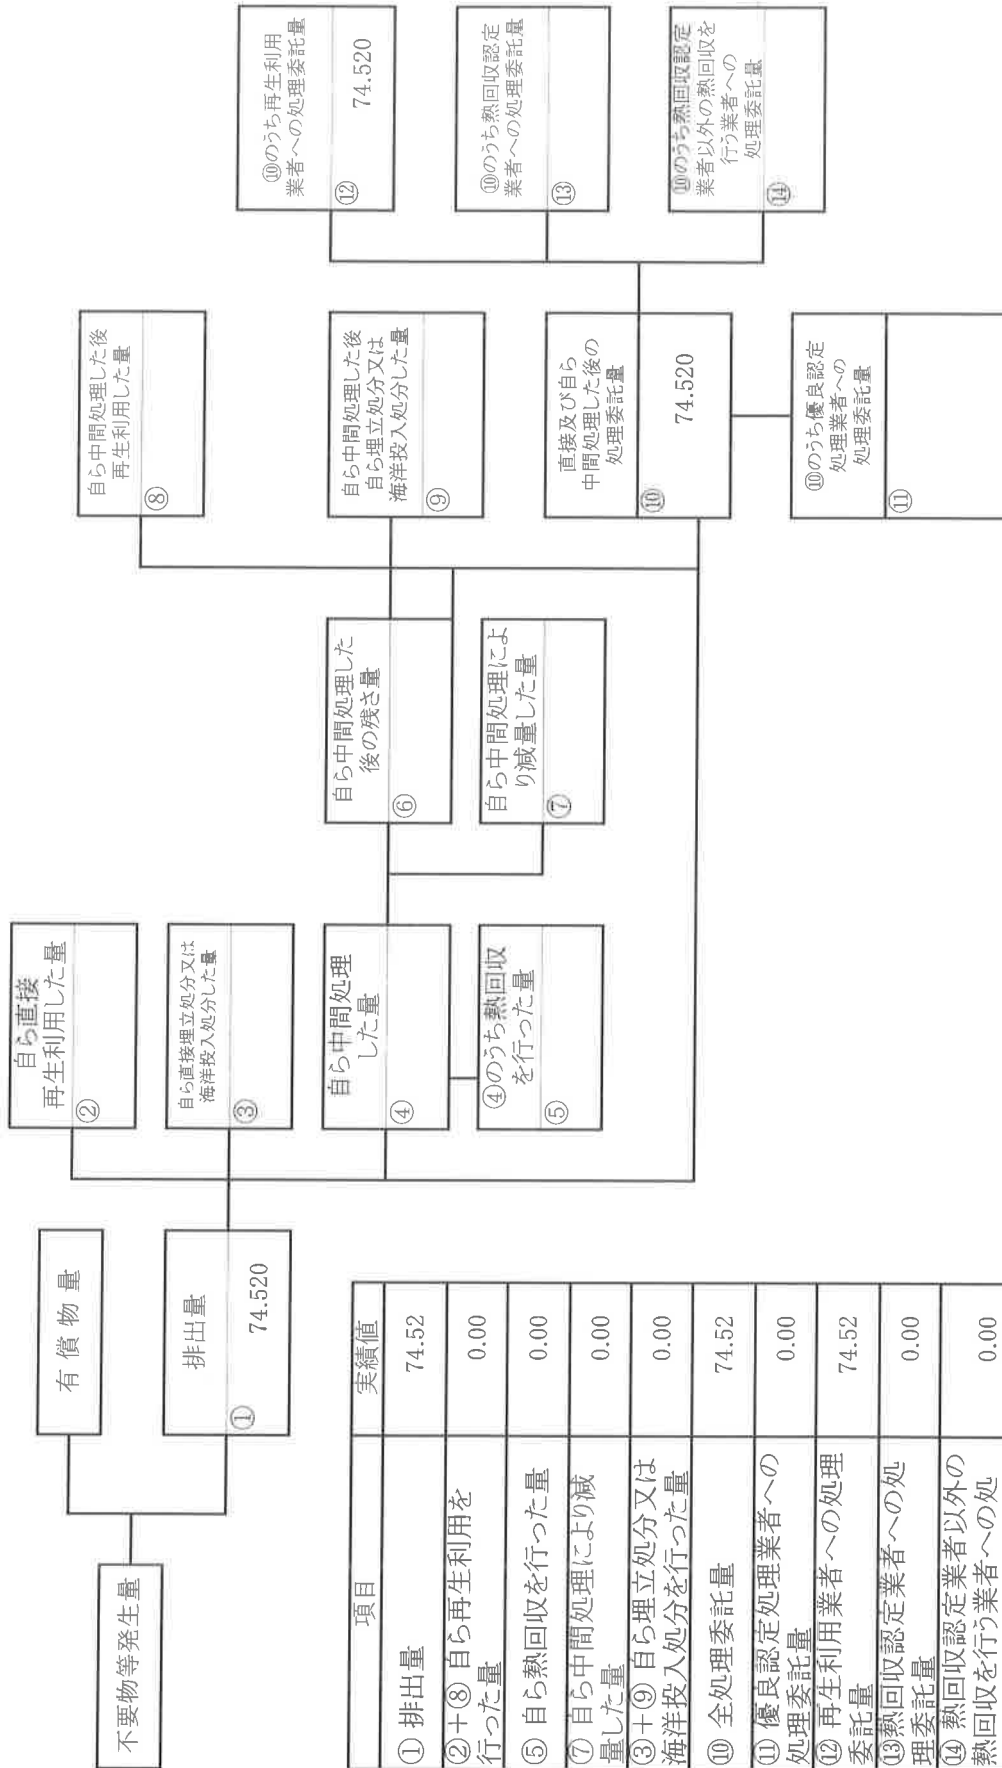 不要物等発生量
有償物量
排出量
①
74.520
自ら直接
再生利用した量
②
自ら直接埋立処分又は
海洋投入処分した量
③
自ら中間処理
した量
④
④のうち熱回収
を行った量
⑤
自ら中間処理した
後の残さ量
⑥
自ら中間処理によ
り減量した量
⑦
自ら中間処理した後
再生利用した量
⑧
自ら中間処理した後
自ら埋立処分又は
海洋投入処分した量
⑨
直接及び自ら
中間処理した後の
処理委託量
⑩
74.520
⑩のうち優良認定
処理業者への
処理委託量
⑪
⑩のうち再生利用
業者への処理委託量
⑫
74.520
⑩のうち熱回収認定
業者への処理委託量
⑬
⑩のうち熱回収認定
業者以外の熱回収を
行う業者への
処理委託量
⑭
項目 実績値
① 排出量 74.52
②+⑧ 自ら再生利用を
行った量 0.00
⑤ 自ら熱回収を行った量 0.00
⑦ 自ら中間処理により減
量した量 0.00
③+⑨ 自ら埋立処分又は
海洋投入処分を行った量 0.00
⑩ 全処理委託量 74.52
⑪ 優良認定処理業者への
処理委託量 0.00
⑫ 再生利用業者への処理
委託量 74.52
⑬熱回収認定業者への処
理委託量 0.00
⑭ 熱回収認定業者以外の
熱回収を行う業者への処 0.00